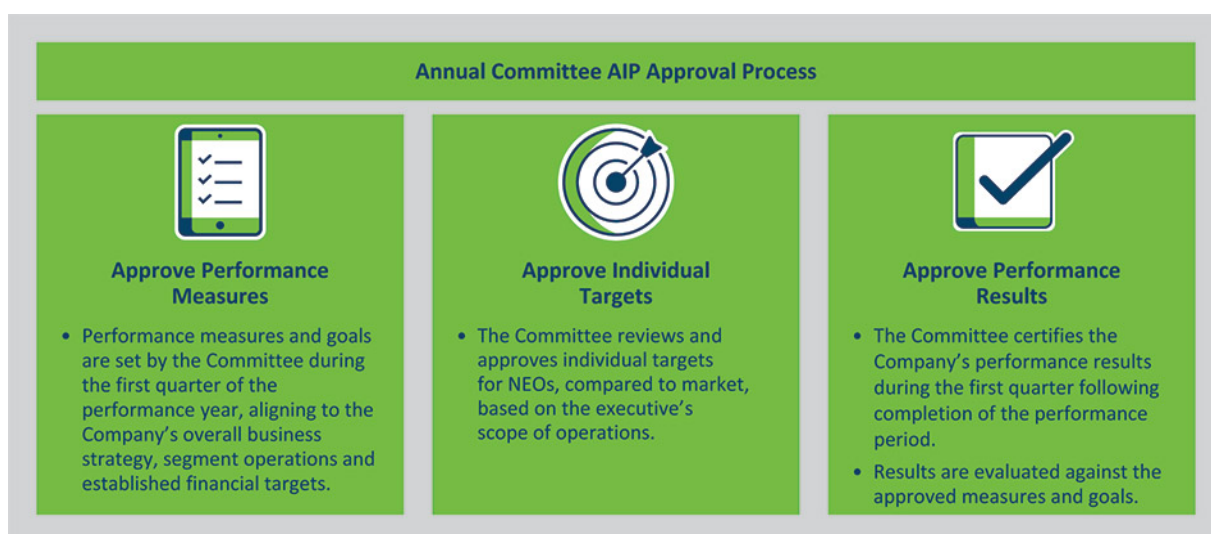 Annual Committee AIP Approval Process
Approve Performance
Measures
• Performance measures and goals
are set by the Committee during
the first quarter of the
performance year, aligning to the
Company's overall business
strategy, segment operations and
established financial targets.
Approve Individual
Targets
• The Committee reviews and
approves individual targets
for NEOs, compared to market,
based on the executive's
scope of operations.
Approve Performance
Results
• The Committee certifies the
Company's performance results
during the first quarter following
completion of the performance
period.
• Results are evaluated against the
approved measures and goals.